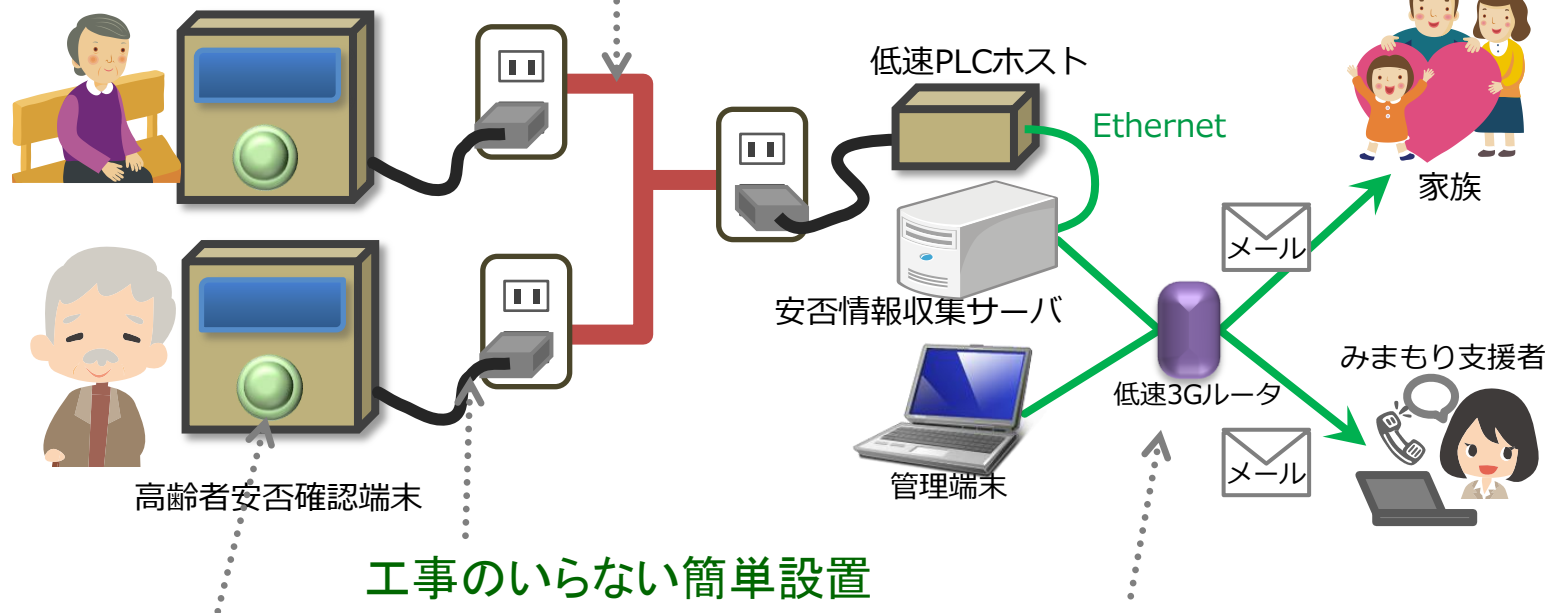 低速PLCホスト
Ethernet
家族
メール
安否情報収集サーバ
みまもり支援者
低速3Gルータ
メール
管理端末
高齢者安否確認端末
工事のいらない簡単設置